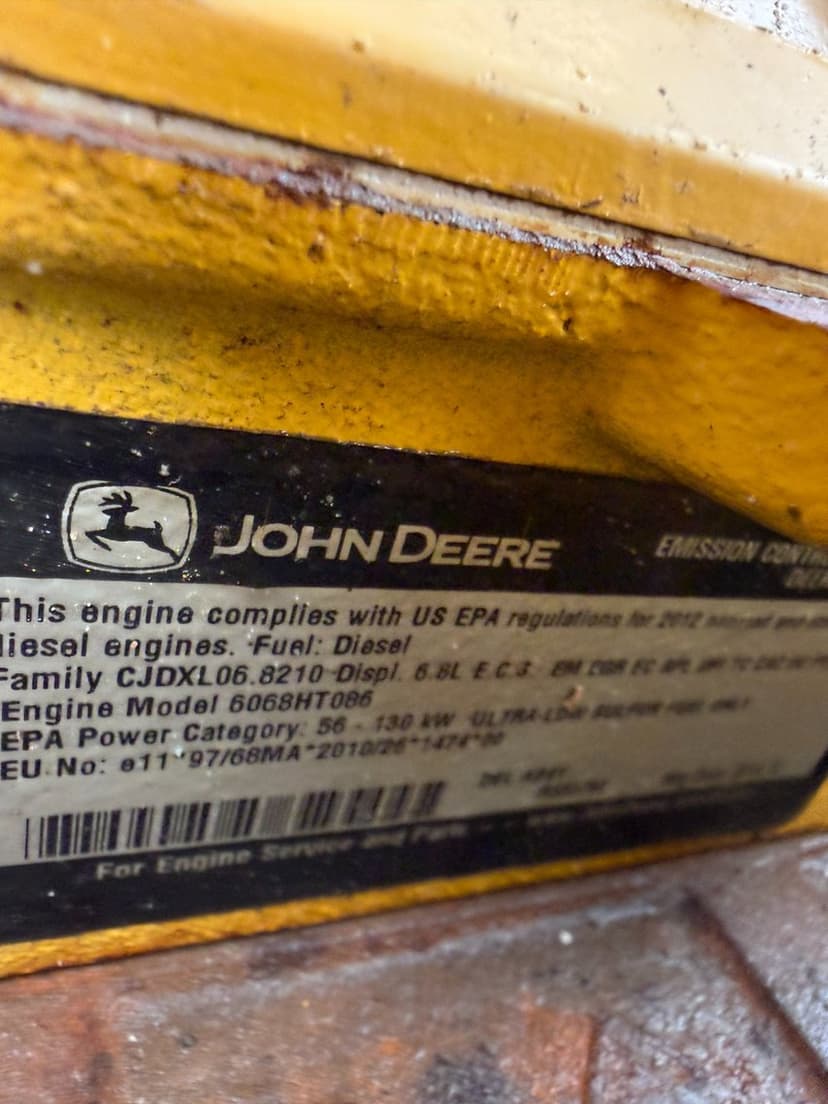 JOHN DEERE
EMISSION CONTR
This engine complies with US EPA regulations for 2012
diesel engines. Fuel: Diesel
Family CJDXL06.8210 Displ. 6.8L E.C.S.
Engine Model 6068HT086
EPA Power Category: 56 - 130 kW ULTRA-LOW SULFUR FUEL ONLY
EU No: e11*97/68MA*2010/26*1474*00
For Engine Service and Parts